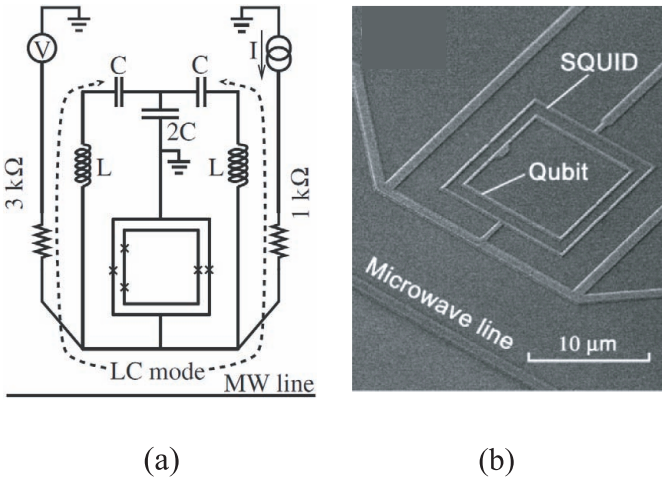 V
I
C
C
2C
L
L
3 kΩ
1 kΩ
LC mode
MW line
SQUID
Qubit
Microwave line
10 μm
(a)
(b)